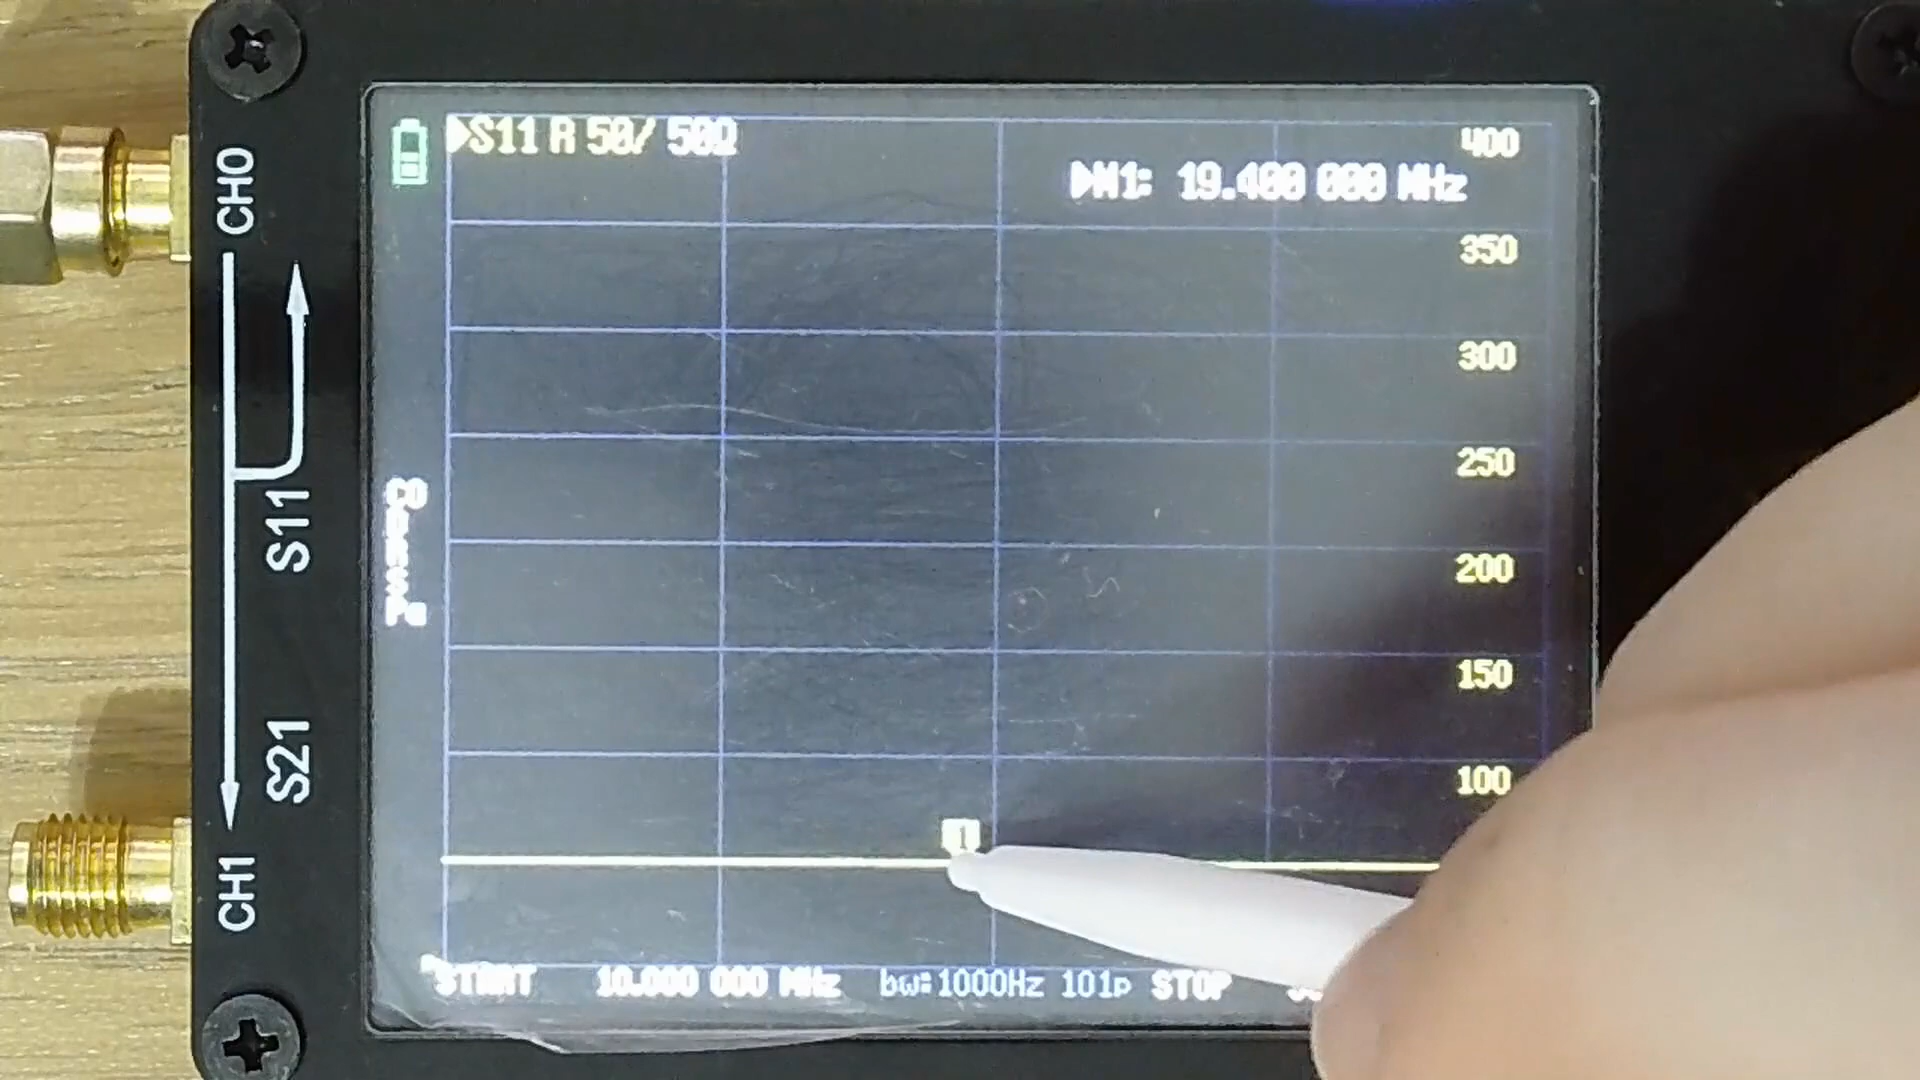 ▶S11 R 50/ 50Ω
400
▶M1: 19.400 000 MHz
350
300
250
200
150
100
1
START 10.000 000 MHz bw:1000Hz 101p STOP
CH0
S11
S21
CH1